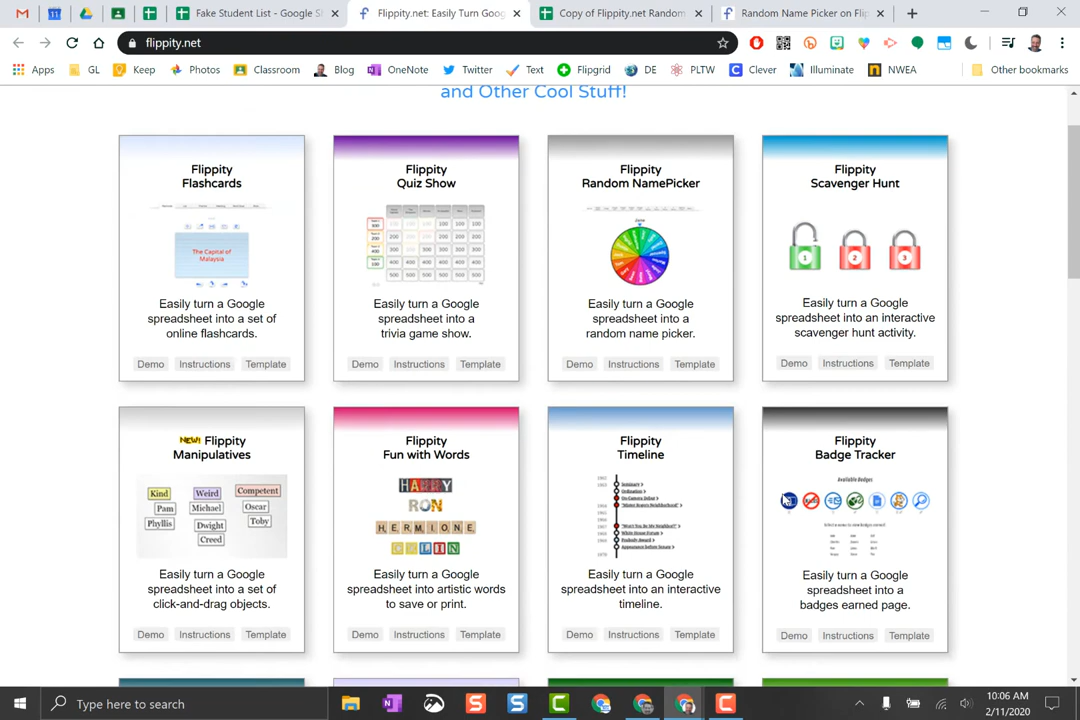 Fake Student List - Google S
Flippity.net: Easily Turn Goog
Copy of Flippity.net Random
Random Name Picker on Flip
flippity.net
Apps
GL
Keep
Photos
Classroom
Blog
OneNote
Twitter
Text
Flipgrid
DE
PLTW
Clever
Illuminate
NWEA
Other bookmarks
and Other Cool Stuff!
Flippity
Flashcards
The Capital of
Malaysia
Easily turn a Google
spreadsheet into a set of
online flashcards.
Demo Instructions Template
Flippity
Quiz Show
Easily turn a Google
spreadsheet into a
trivia game show.
Demo Instructions Template
Flippity
Random NamePicker
Easily turn a Google
spreadsheet into a
random name picker.
Demo Instructions Template
Flippity
Scavenger Hunt
1 2 3
Easily turn a Google
spreadsheet into an interactive
scavenger hunt activity.
Demo Instructions Template
NEW! Flippity
Manipulatives
Kind Weird Competent
Pam Michael Oscar
Phyllis Dwight Toby
Creed
Easily turn a Google
spreadsheet into a set of
click-and-drag objects.
Demo Instructions Template
Flippity
Fun with Words
HARRY
RON
HERMIONE
COLIN
Easily turn a Google
spreadsheet into artistic words
to save or print.
Demo Instructions Template
Flippity
Timeline
Easily turn a Google
spreadsheet into an interactive
timeline.
Demo Instructions Template
Flippity
Badge Tracker
Available Badges
Easily turn a Google
spreadsheet into a
badges earned page.
Demo Instructions Template
Type here to search
10:06 AM
2/11/2020